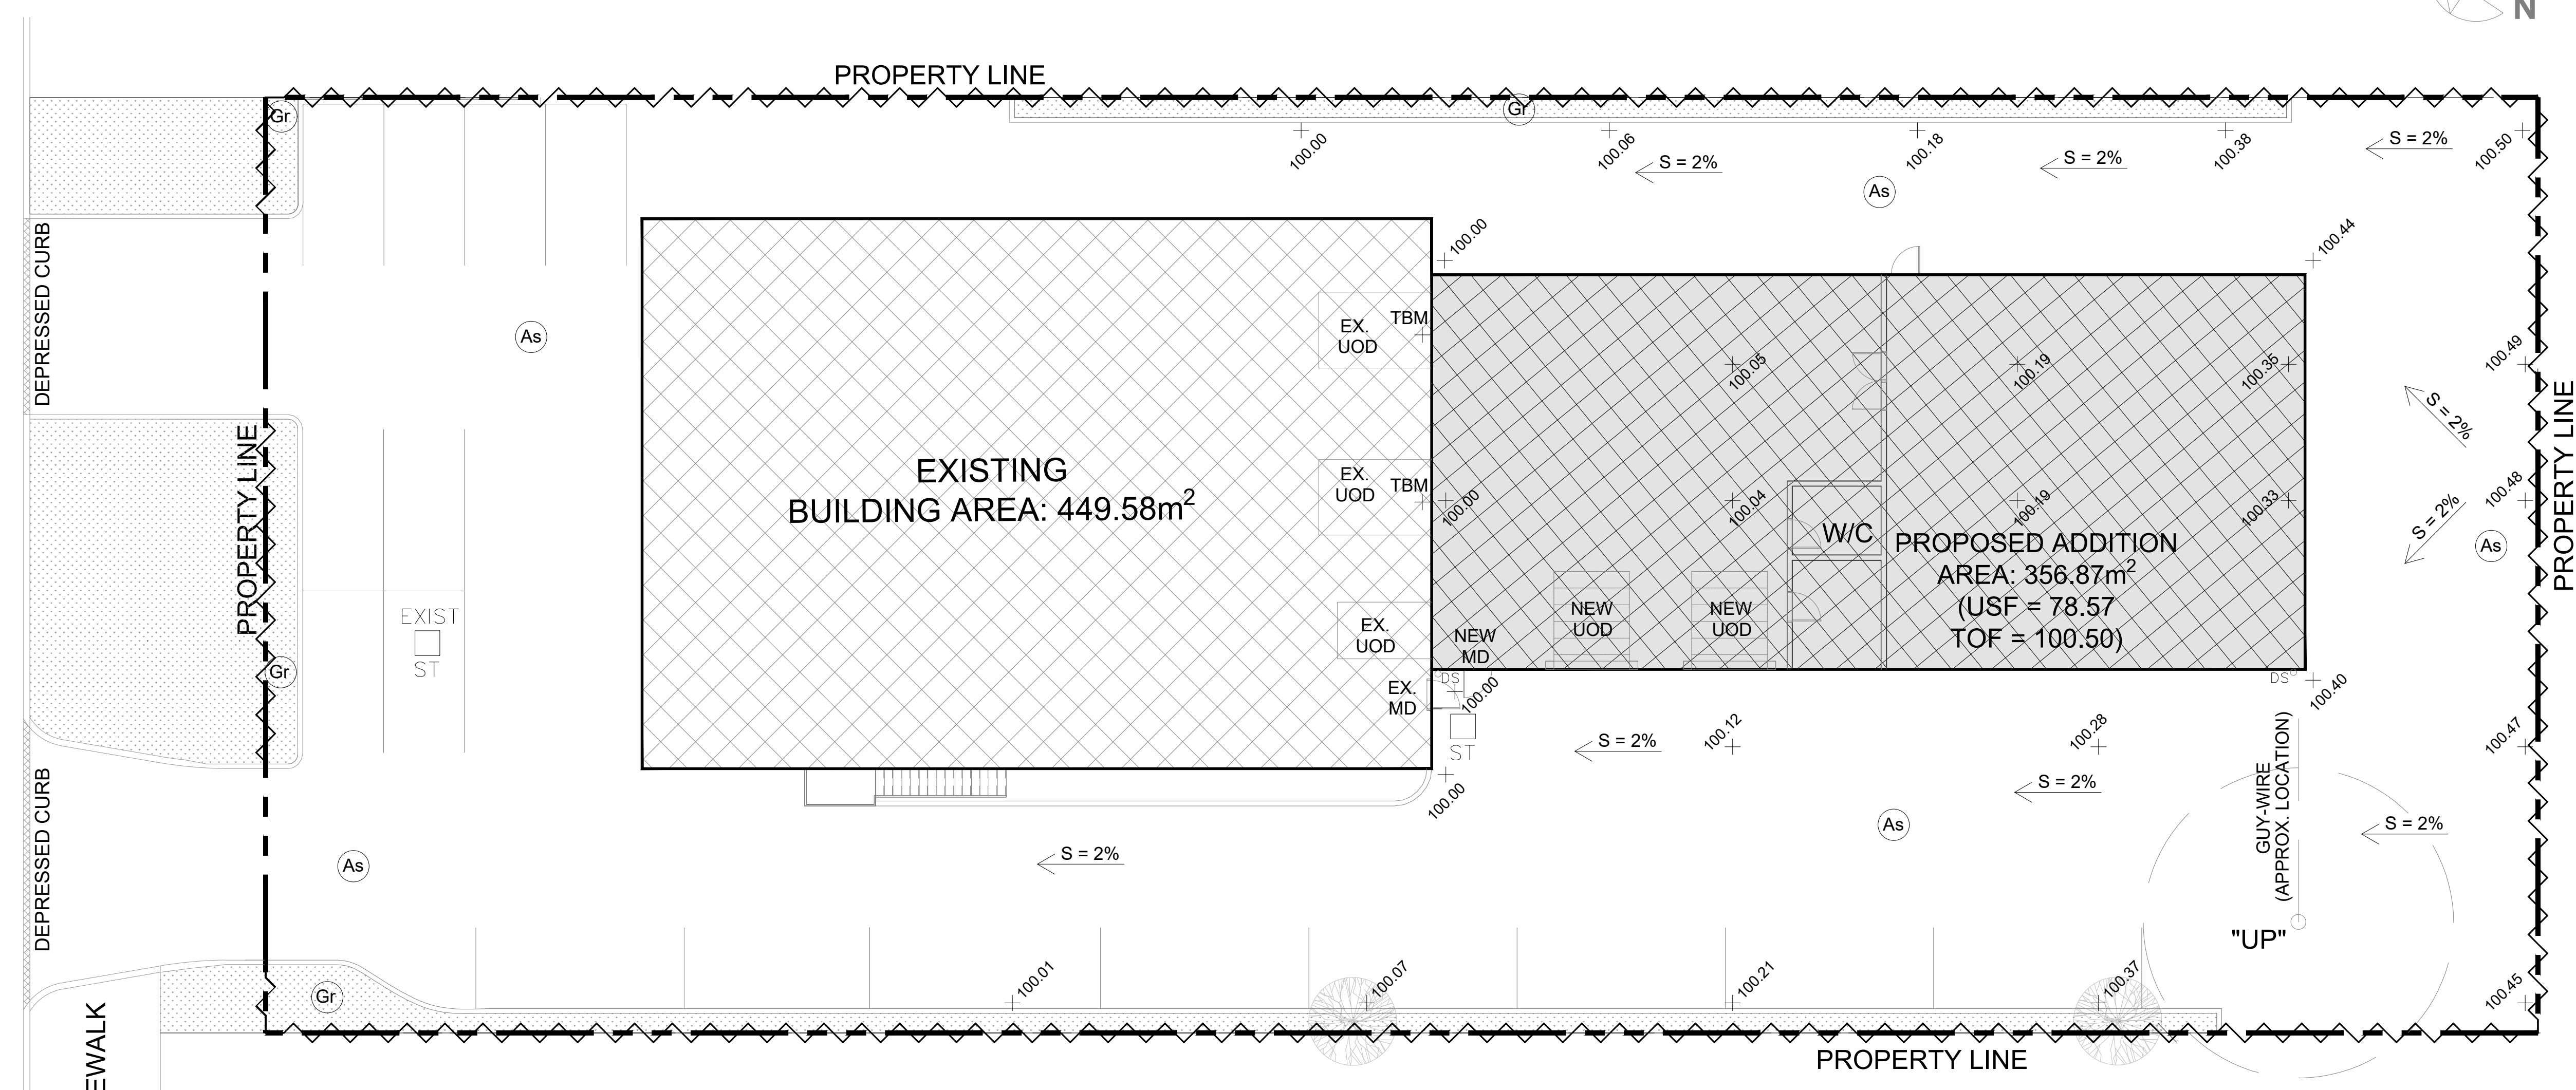 N
PROPERTY LINE
Gr
Gr
100.00
100.06
100.18
100.38
100.50
S = 2%
S = 2%
S = 2%
As
DEPRESSED CURB
100.00
100.44
As
EX.
UOD
TBM
100.05
100.19
100.35
100.49
S = 2%
PROPERTY LINE
PROPERTY LINE
EXISTING
BUILDING AREA: 449.58m²
EX.
UOD
TBM
100.00
100.04
100.19
100.33
100.48
S = 2%
As
W/C
PROPOSED ADDITION
AREA: 356.87m²
(USF = 78.57
TOF = 100.50)
EXIST
ST
Gr
EX.
UOD
NEW
MD
NEW
UOD
NEW
UOD
DS
DS
EX.
MD
100.00
100.40
ST
S = 2%
100.12
100.28
100.47
DEPRESSED CURB
100.00
S = 2%
GUY-WIRE
(APPROX. LOCATION)
As
S = 2%
As
S = 2%
"UP"
Gr
100.01
100.07
100.21
100.37
100.45
EWALK
PROPERTY LINE